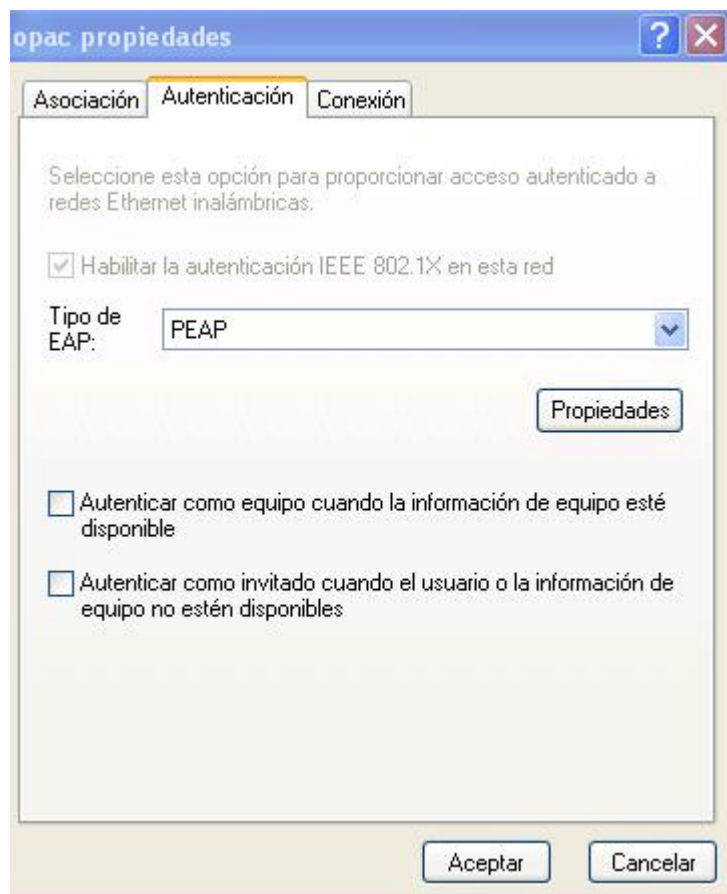 opac propiedades
Asociación Autenticación Conexión
Seleccione esta opción para proporcionar acceso autenticado a
redes Ethernet inalámbricas.
Habilitar la autenticación IEEE 802.1X en esta red
Tipo de
EAP:
PEAP
Propiedades
Autenticar como equipo cuando la información de equipo esté
disponible
Autenticar como invitado cuando el usuario o la información de
equipo no estén disponibles
Aceptar Cancelar